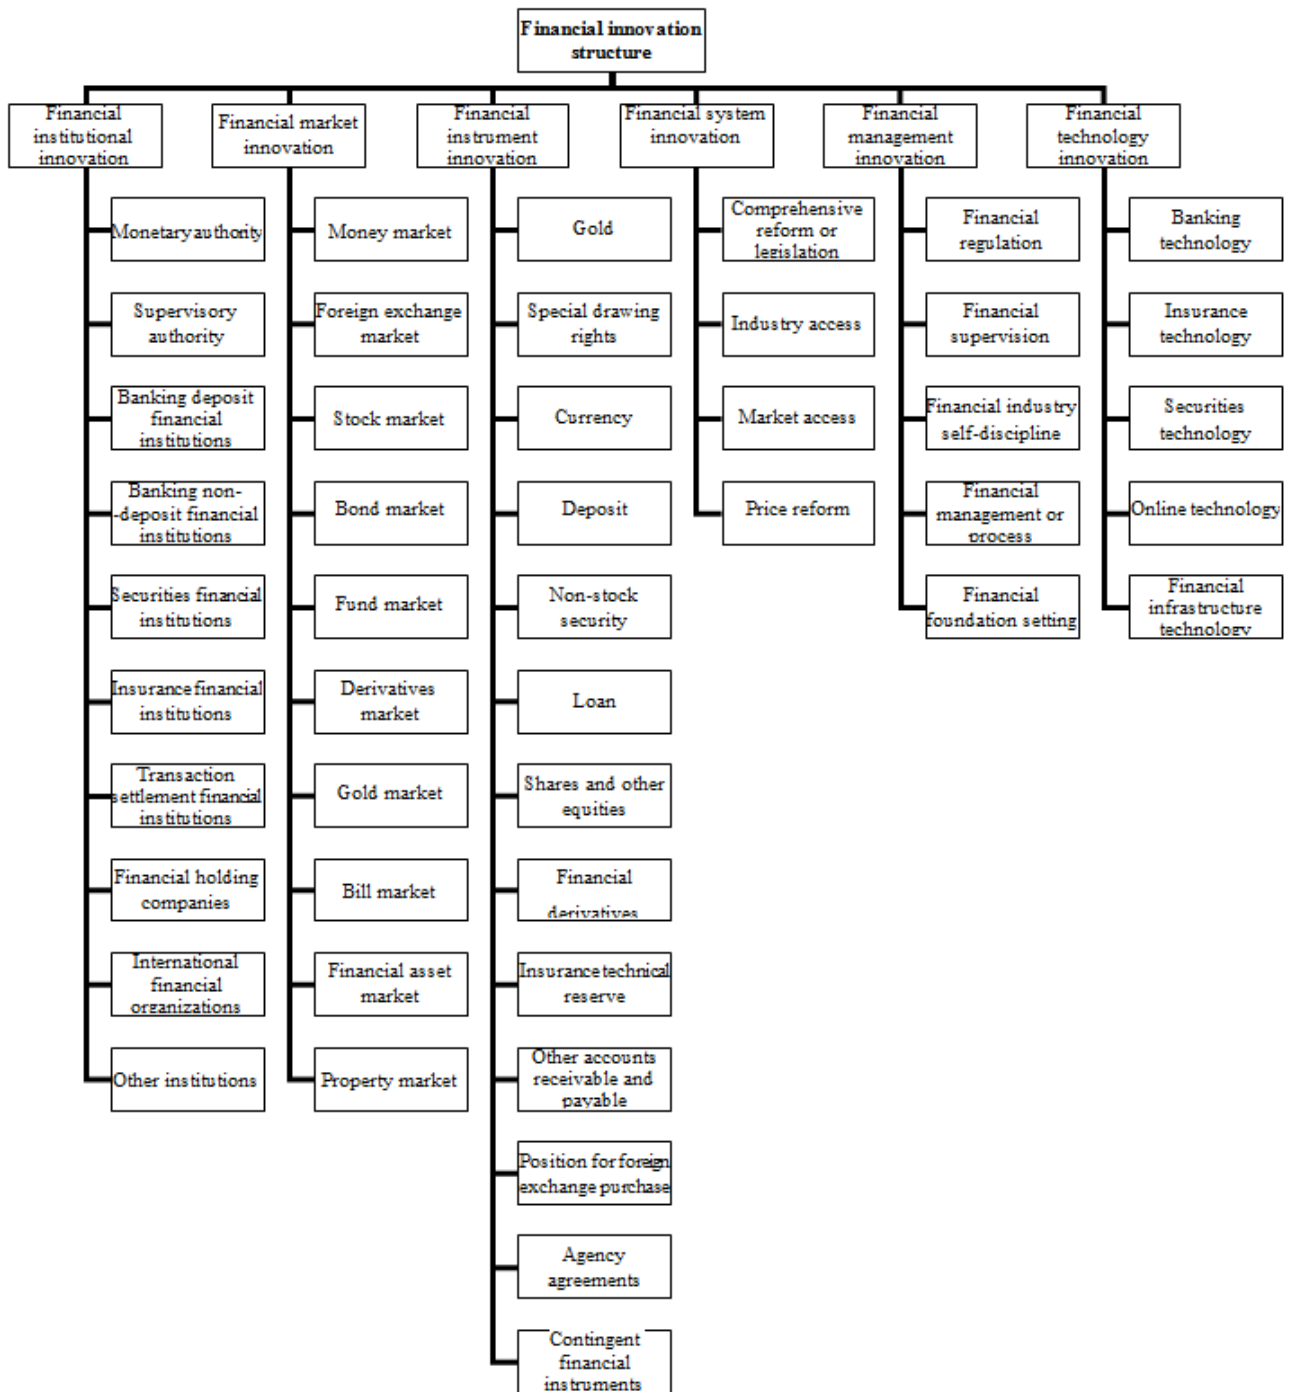 Financial innovation
structure
Financial
institutional
innovation
Financial market
innovation
Financial
instrument
innovation
Financial system
innovation
Financial
management
innovation
Financial
technology
innovation
Monetary authority
Supervisory
authority
Banking deposit
financial
institutions
Banking non-
-deposit financial
institutions
Securities financial
institutions
Insurance financial
institutions
Transaction
settlement financial
institutions
Financial holding
companies
International
financial
organizations
Other institutions
Money market
Foreign exchange
market
Stock market
Bond market
Fund market
Derivatives
market
Gold market
Bill market
Financial asset
market
Property market
Gold
Special drawing
rights
Currency
Deposit
Non-stock
security
Loan
Shares and other
equities
Financial
derivatives
Insurance technical
reserve
Other accounts
receivable and
payable
Position for foreign
exchange purchase
Agency
agreements
Contingent
financial
instruments
Comprehensive
reform or
legislation
Industry access
Market access
Price reform
Financial
regulation
Financial
supervision
Financial industry
self-discipline
Financial
management or
process
Financial
foundation setting
Banking
technology
Insurance
technology
Securities
technology
Online technology
Financial
infrastructure
technology